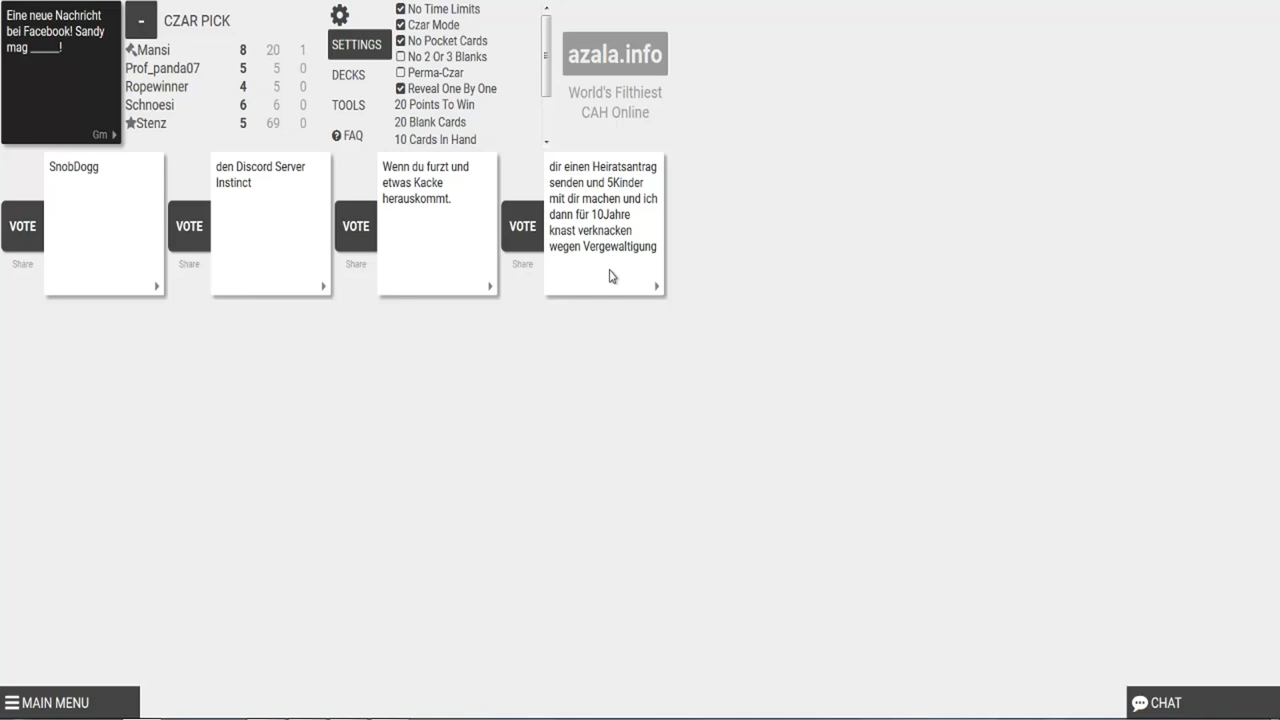 Eine neue Nachricht
bei Facebook! Sandy
mag _____!
Gm
- CZAR PICK
Mansi 8 20 1
Prof_panda07 5 5 0
Ropewinner 4 5 0
Schnoesi 6 6 0
Stenz 5 69 0
SETTINGS
DECKS
TOOLS
FAQ
No Time Limits
Czar Mode
No Pocket Cards
No 2 Or 3 Blanks
Perma-Czar
Reveal One By One
20 Points To Win
20 Blank Cards
10 Cards In Hand
azala.info
World's Filthiest
CAH Online
VOTE
Share
SnobDogg
VOTE
Share
den Discord Server
Instinct
VOTE
Share
Wenn du furzt und
etwas Kacke
herauskommt.
VOTE
Share
dir einen Heiratsantrag
senden und 5Kinder
mit dir machen und ich
dann für 10Jahre
knast verknacken
wegen Vergewaltigung
MAIN MENU
CHAT